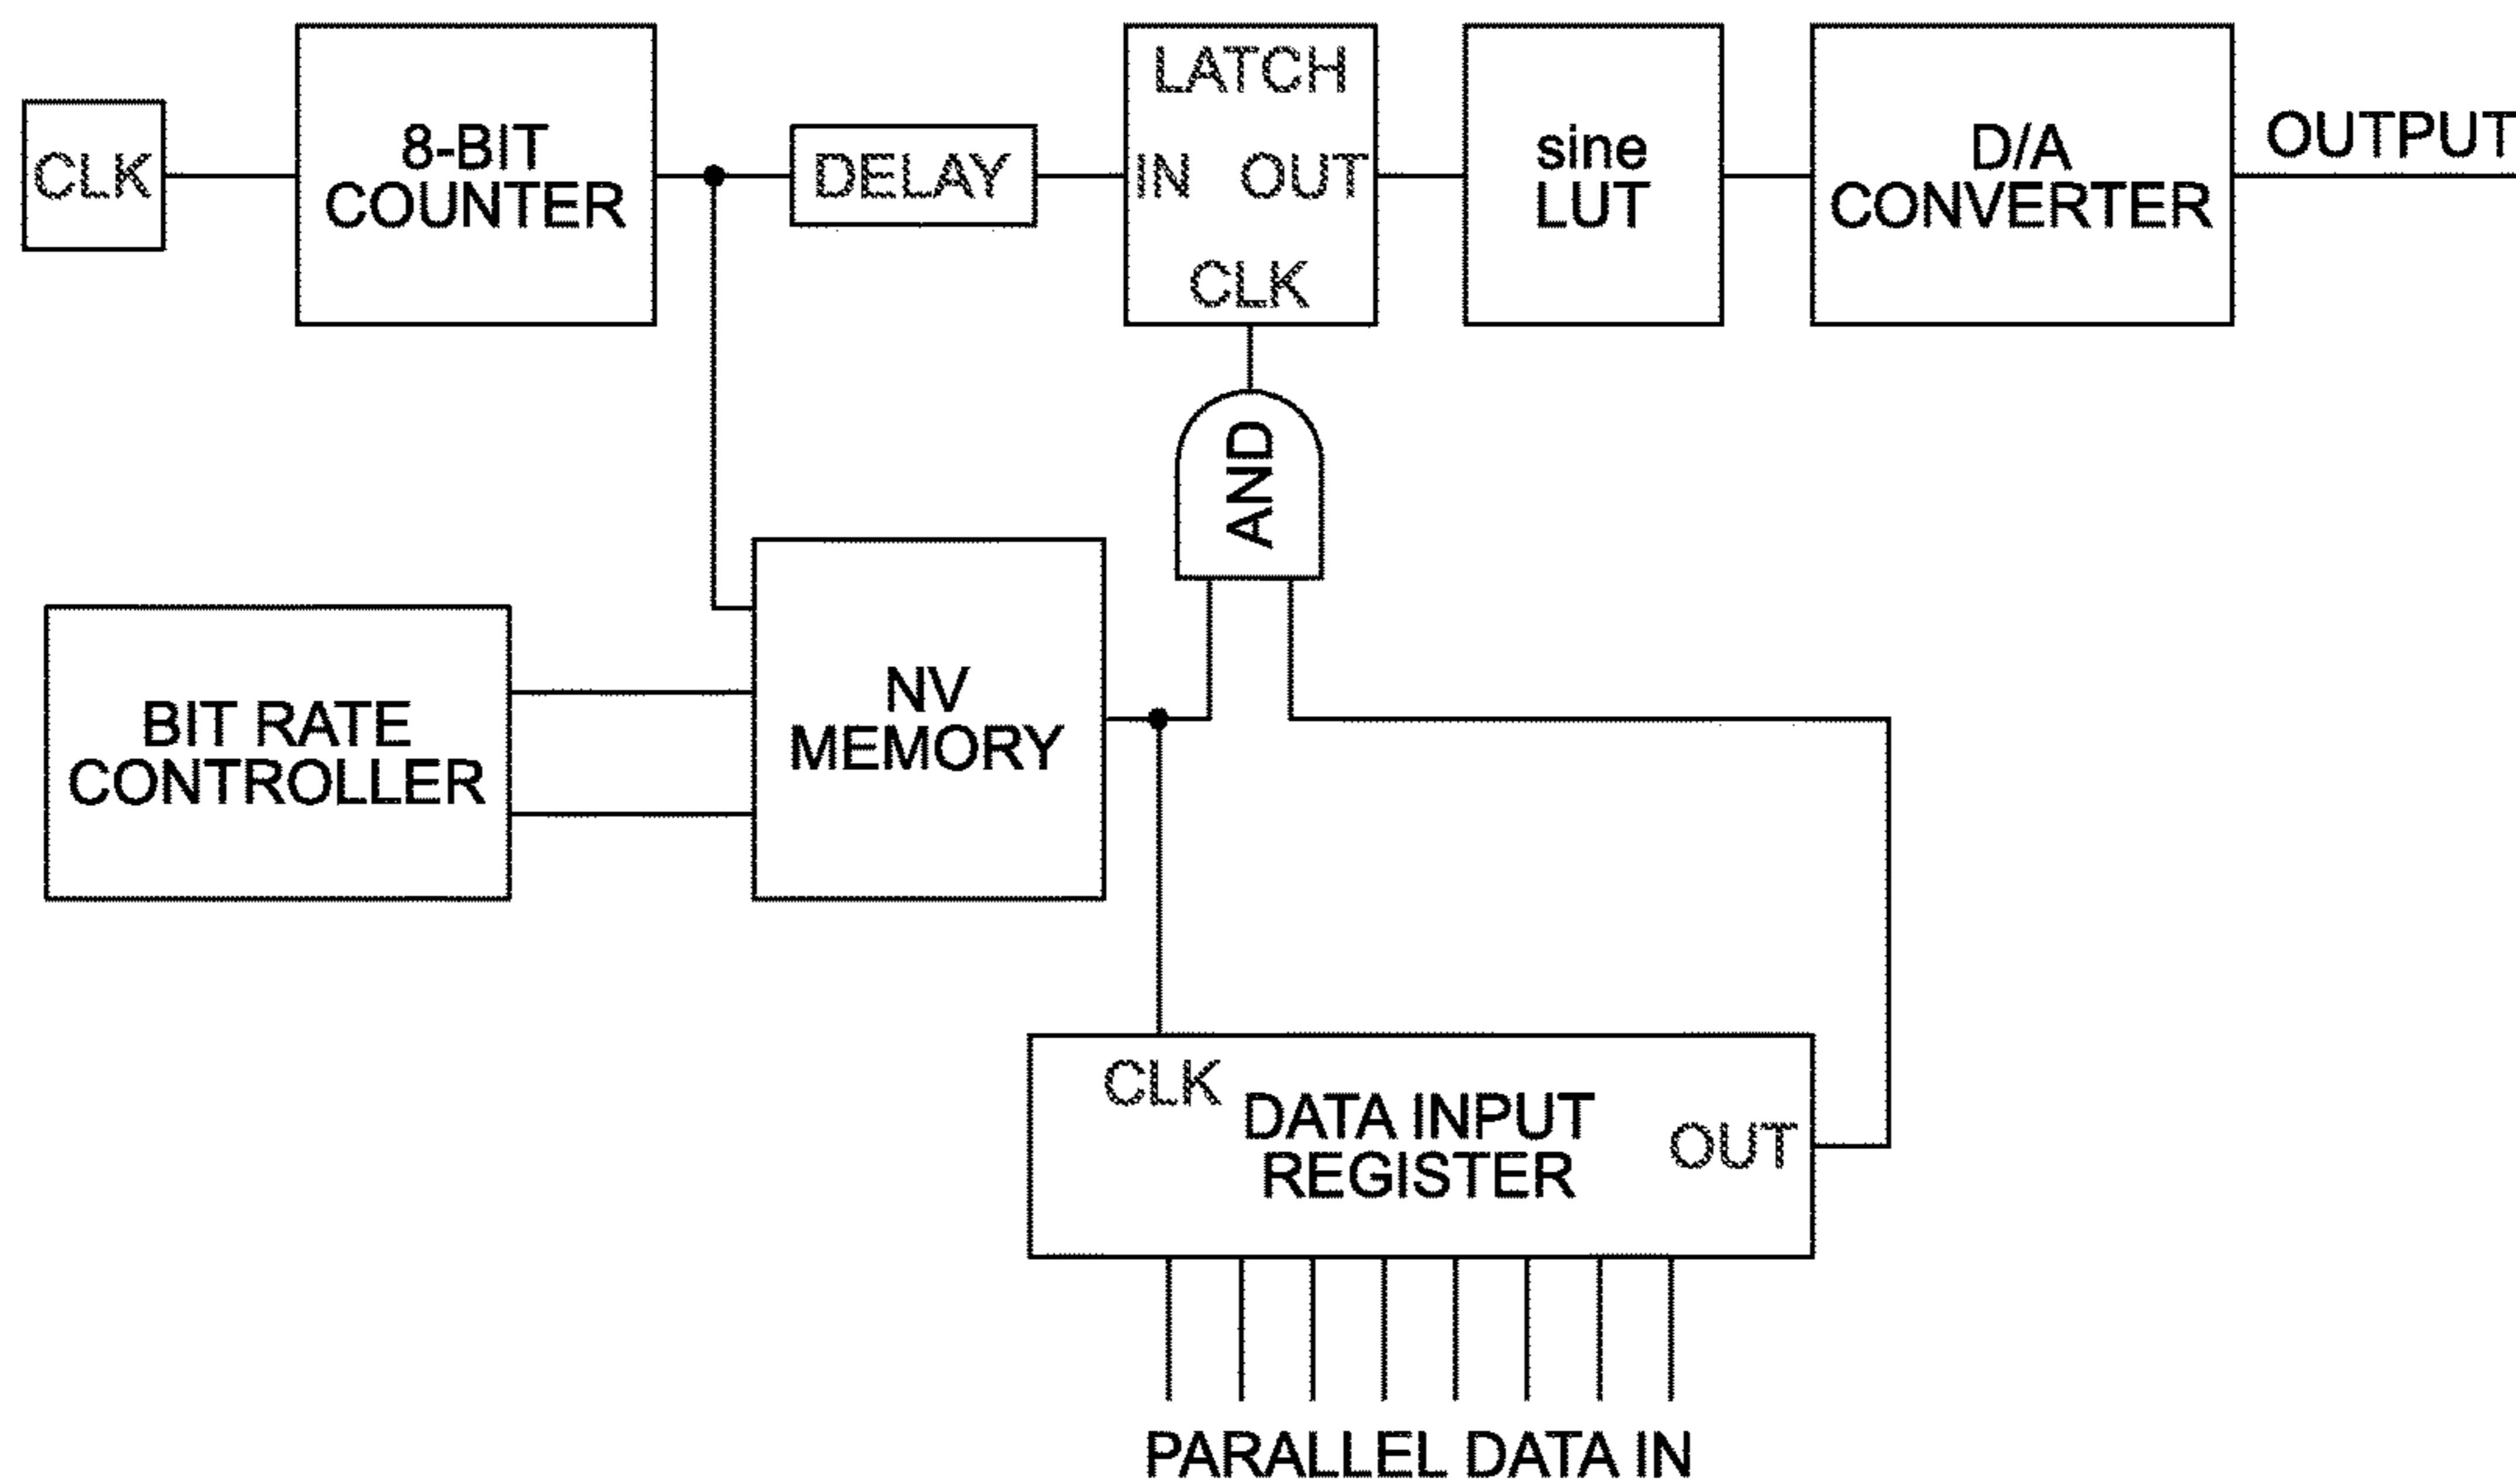 CLK
8-BIT
COUNTER
DELAY
LATCH
IN OUT
CLK
sine
LUT
D/A
CONVERTER
OUTPUT
AND
BIT RATE
CONTROLLER
NV
MEMORY
CLK
DATA INPUT
REGISTER
OUT
PARALLEL DATA IN